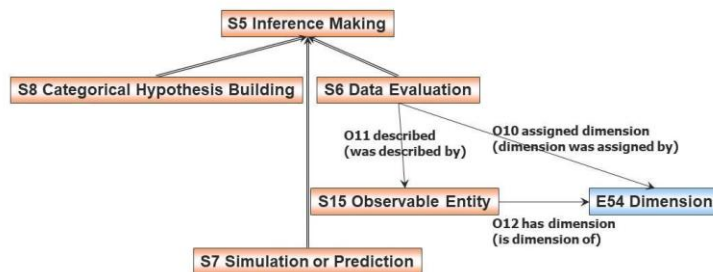 S5 Inference Making
S8 Categorical Hypothesis Building
S6 Data Evaluation
O11 described
(was described by)
O10 assigned dimension
(dimension was assigned by)
S15 Observable Entity
E54 Dimension
O12 has dimension
(is dimension of)
S7 Simulation or Prediction